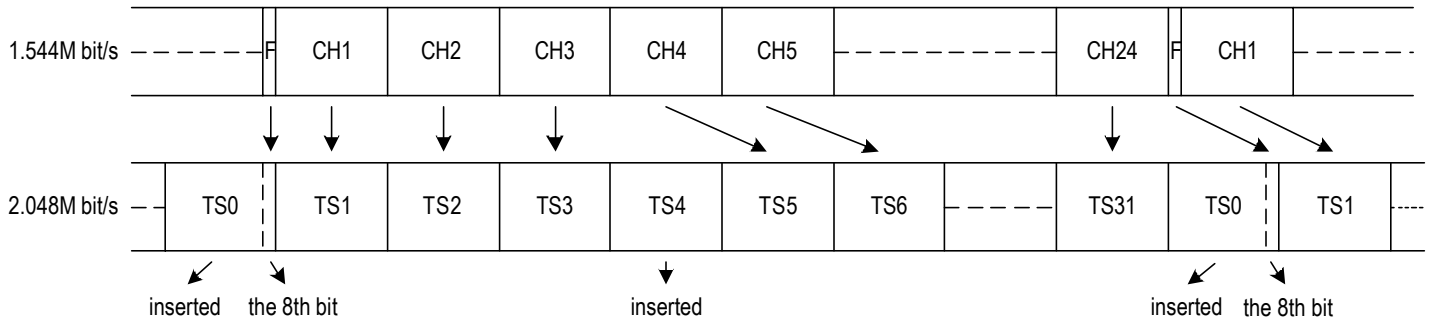 1.544M bit/s F CH1 CH2 CH3 CH4 CH5 CH24 F CH1
2.048M bit/s TS0 TS1 TS2 TS3 TS4 TS5 TS6 TS31 TS0 TS1
inserted the 8th bit inserted inserted the 8th bit